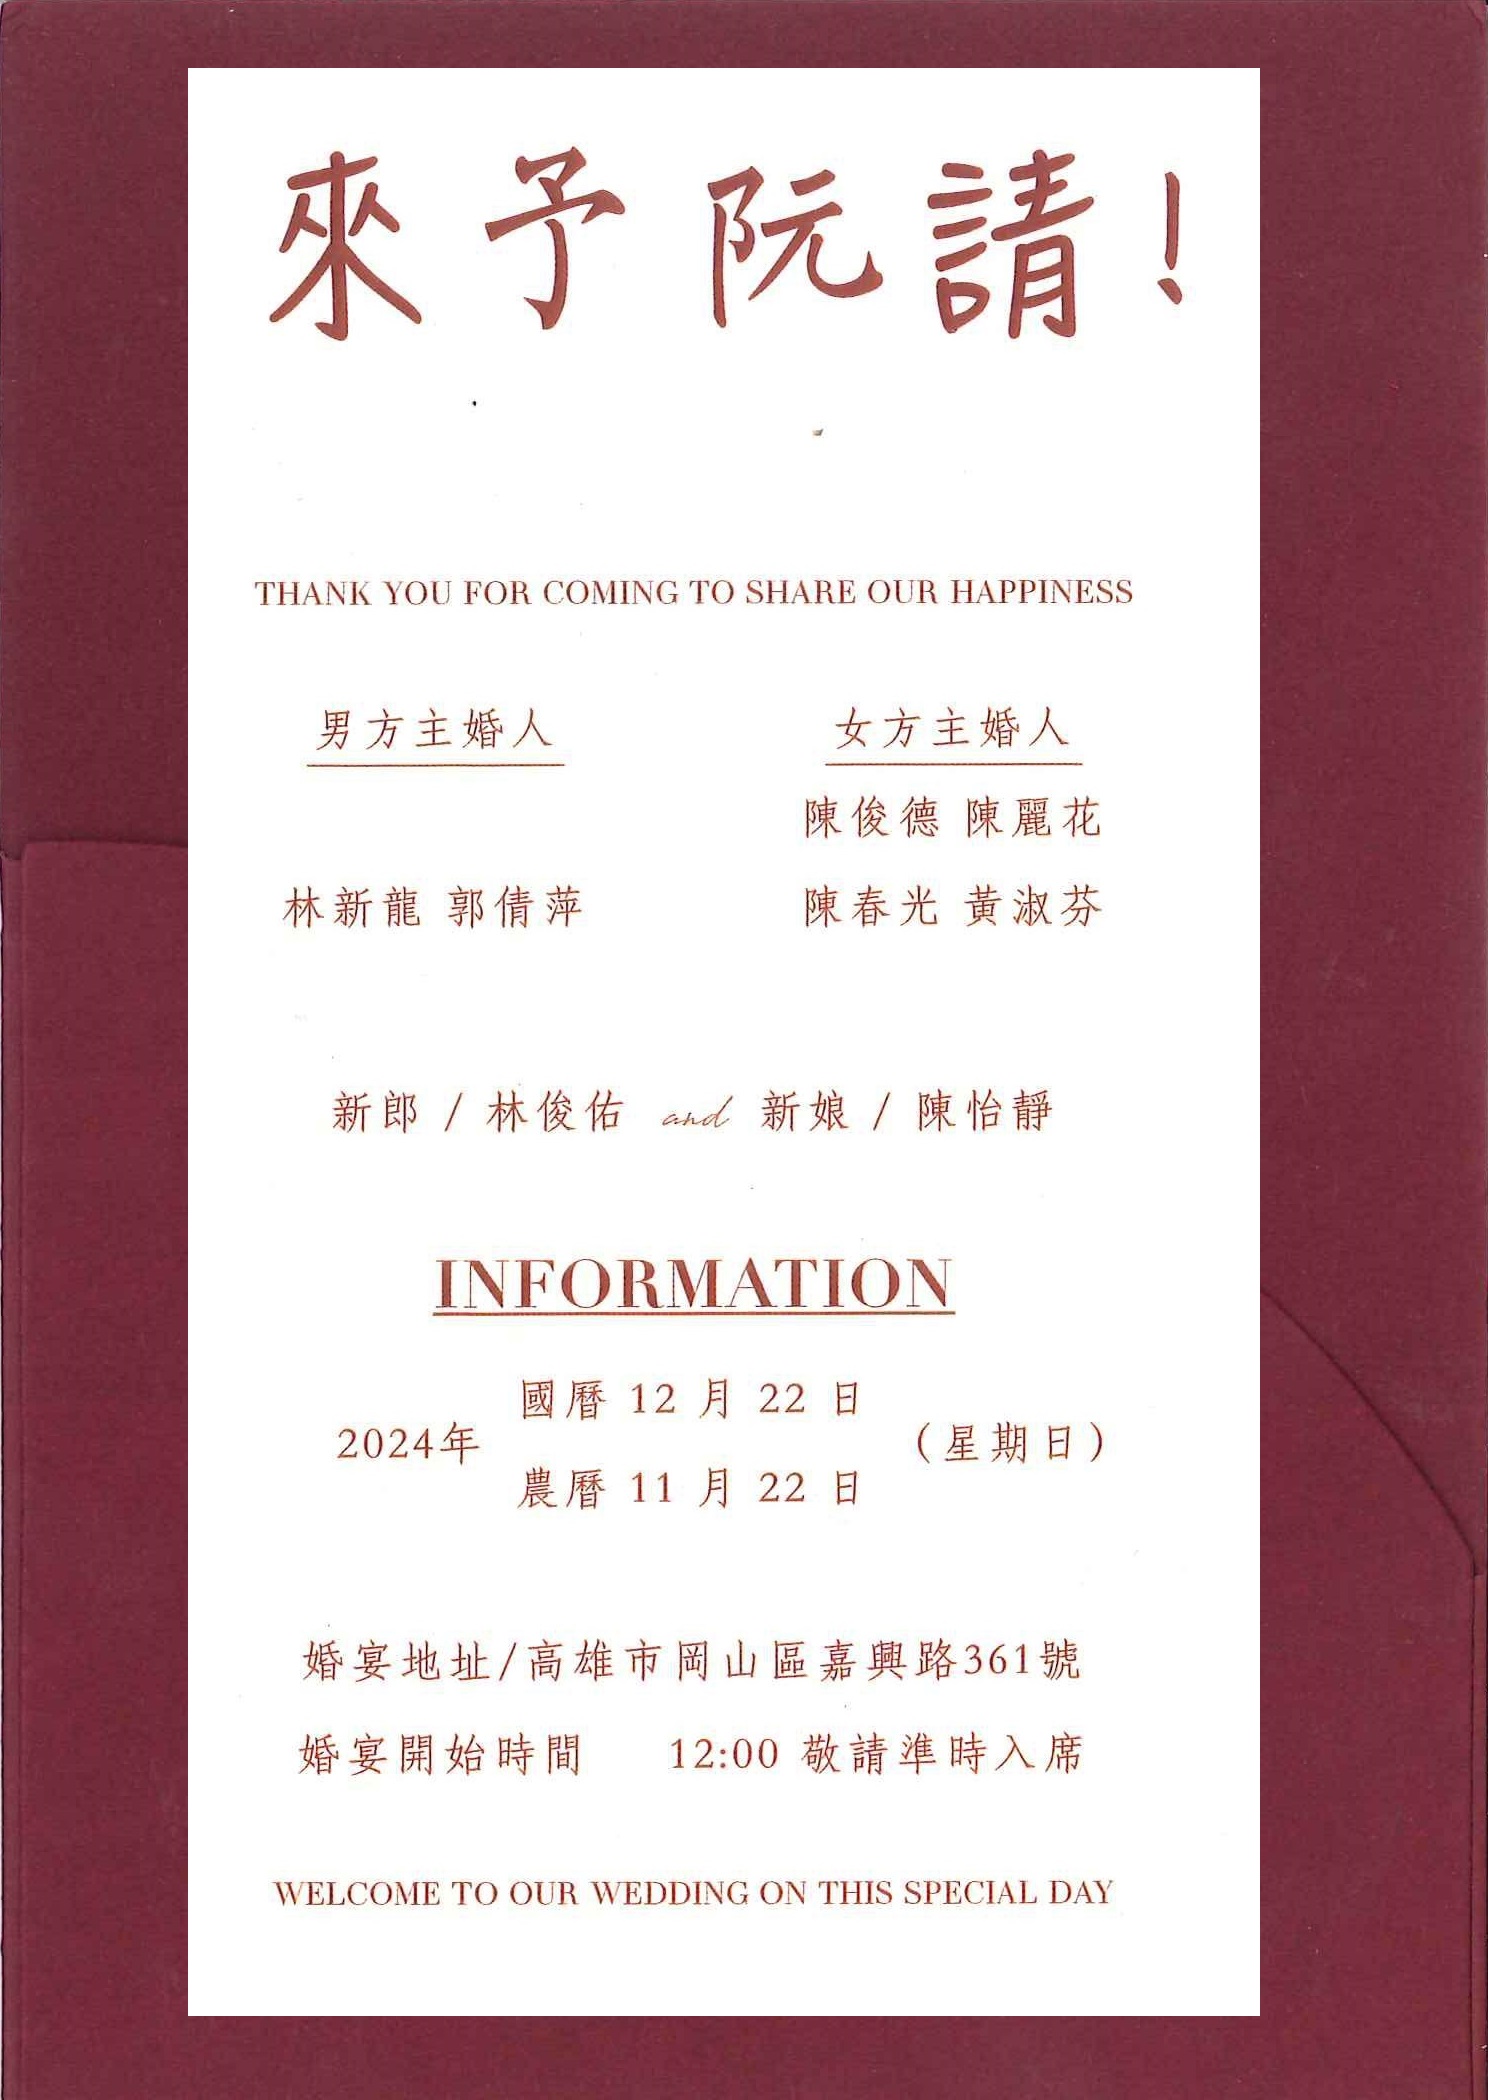 來予阮請!
THANK YOU FOR COMING TO SHARE OUR HAPPINESS
男方主婚人 女方主婚人
陳俊德 陳麗花
林新龍 郭倩萍 陳春光 黃淑芬
新郎 / 林俊佑 and 新娘 / 陳怡靜
INFORMATION
國曆 12 月 22 日
2024年 (星期日)
農曆 11 月 22 日
婚宴地址/高雄市岡山區嘉興路361號
婚宴開始時間 12:00 敬請準時入席
WELCOME TO OUR WEDDING ON THIS SPECIAL DAY